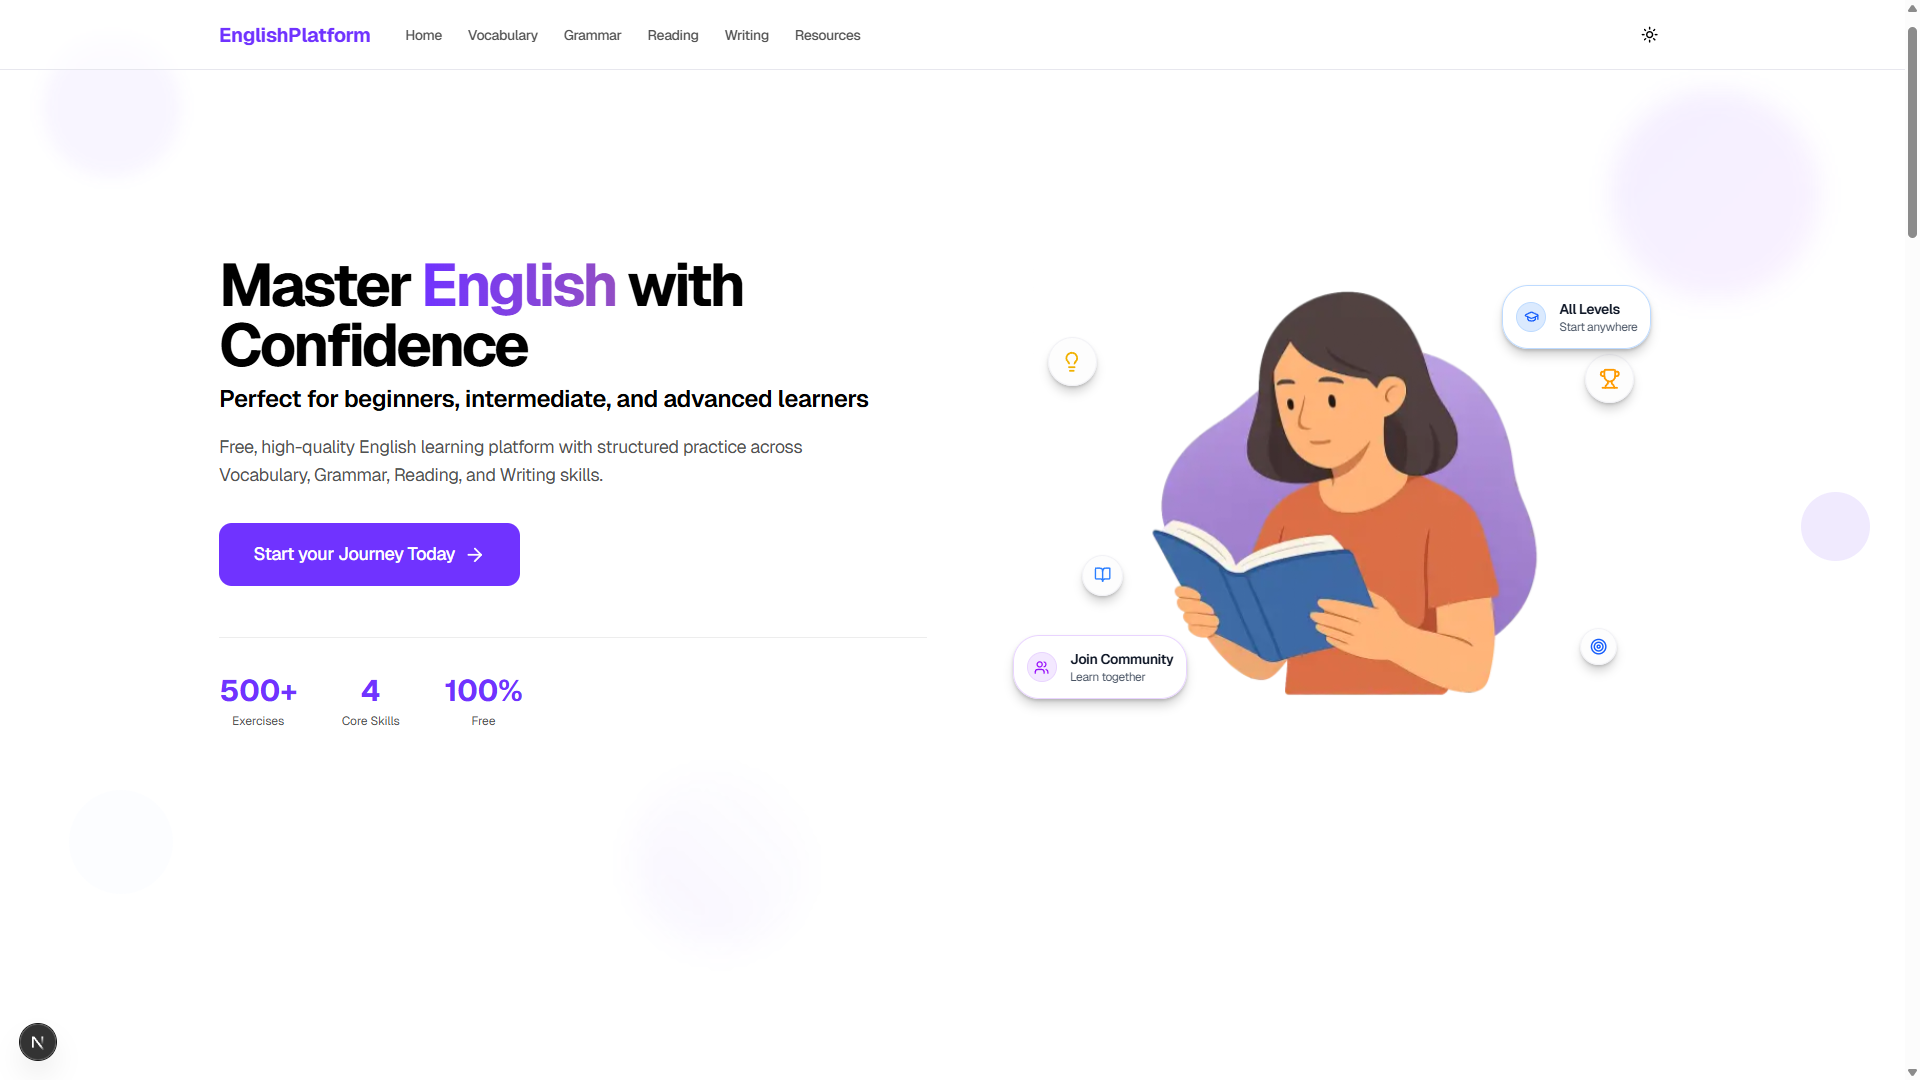 EnglishPlatform
Home
Vocabulary
Grammar
Reading
Writing
Resources
Master English with
Confidence
Perfect for beginners, intermediate, and advanced learners
Free, high-quality English learning platform with structured practice across
Vocabulary, Grammar, Reading, and Writing skills.
Start your Journey Today
500+
Exercises
4
Core Skills
100%
Free
All Levels
Start anywhere
Join Community
Learn together
N